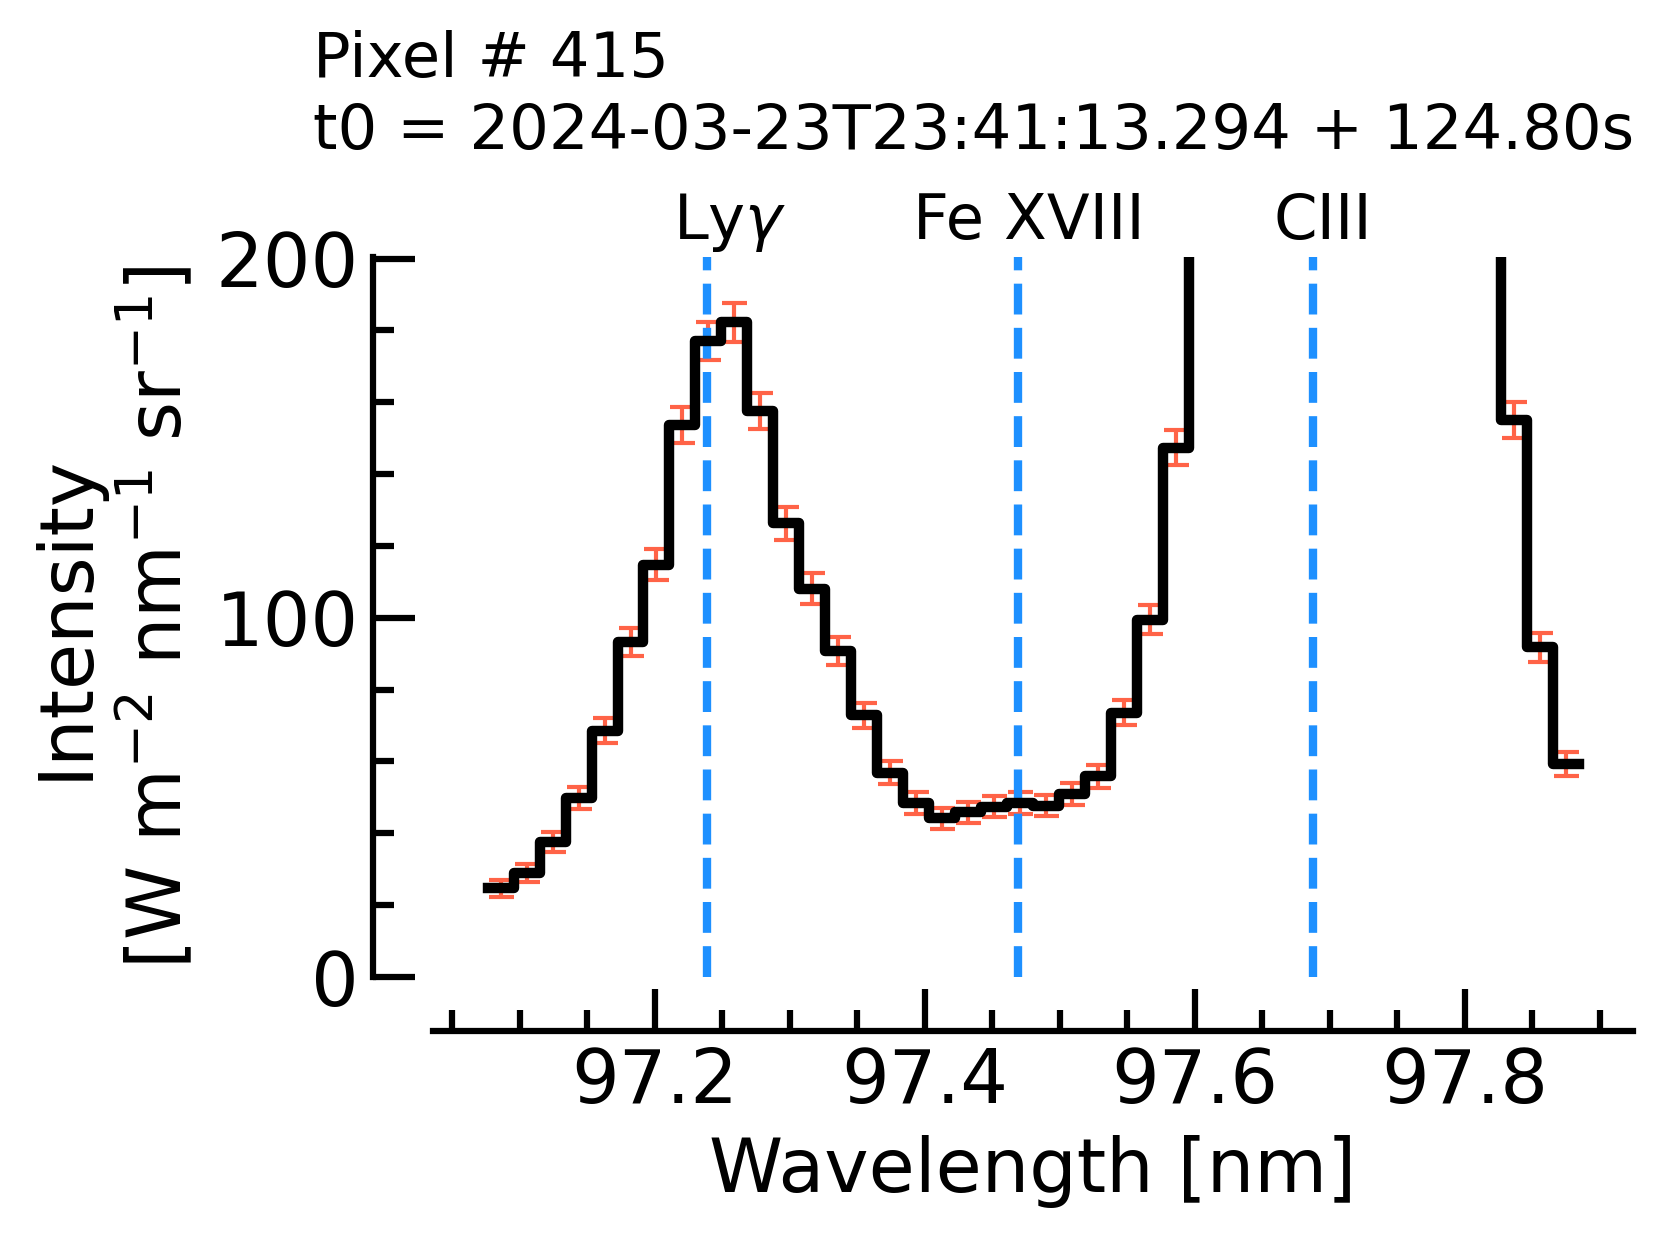 Pixel # 415
t0 = 2024-03-23T23:41:13.294 + 124.80s
Lyγ Fe XVIII CIII
200
100
0
Intensity
[W m⁻² nm⁻¹ sr⁻¹]
97.2 97.4 97.6 97.8
Wavelength [nm]